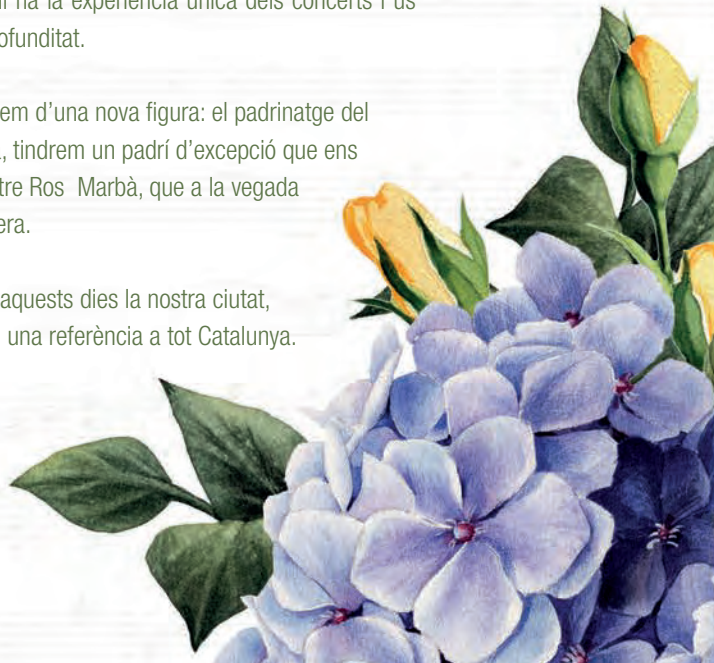 na la experiència única dels concerts i us
ofunditat.
em d'una nova figura: el padrinatge del
, tindrem un padrí d'excepció que ens
tre Ros Marbà, que a la vegada
era.
aquests dies la nostra ciutat,
una referència a tot Catalunya.